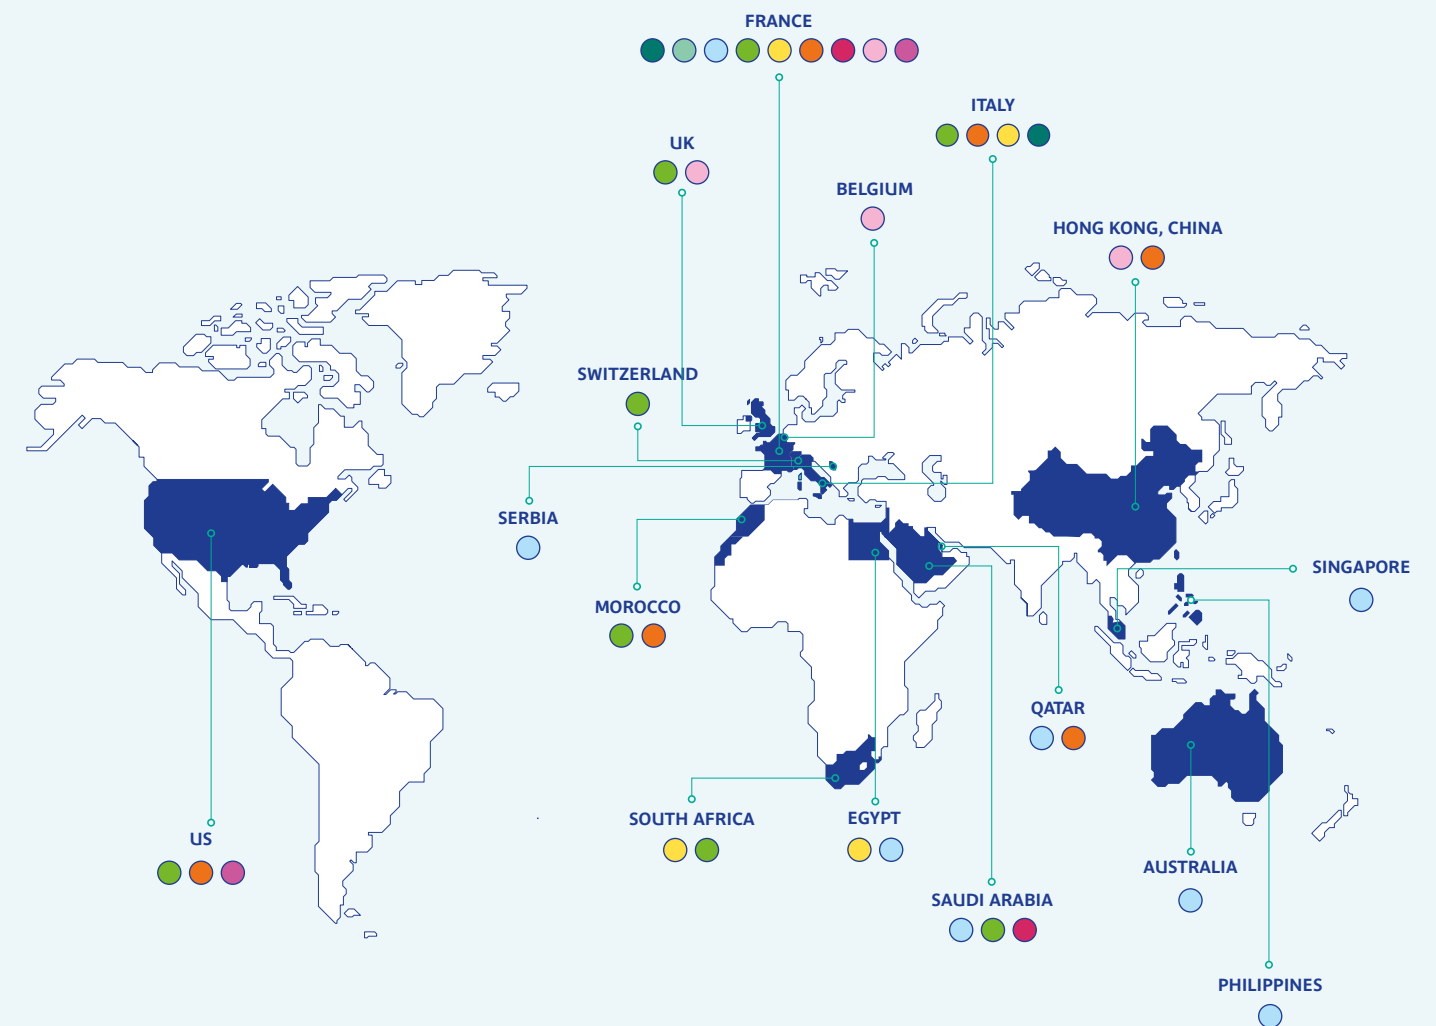 FRANCE
ITALY
UK
BELGIUM
HONG KONG, CHINA
SWITZERLAND
SERBIA
SINGAPORE
MOROCCO
QATAR
SOUTH AFRICA
EGYPT
US
AUSTRALIA
SAUDI ARABIA
PHILIPPINES